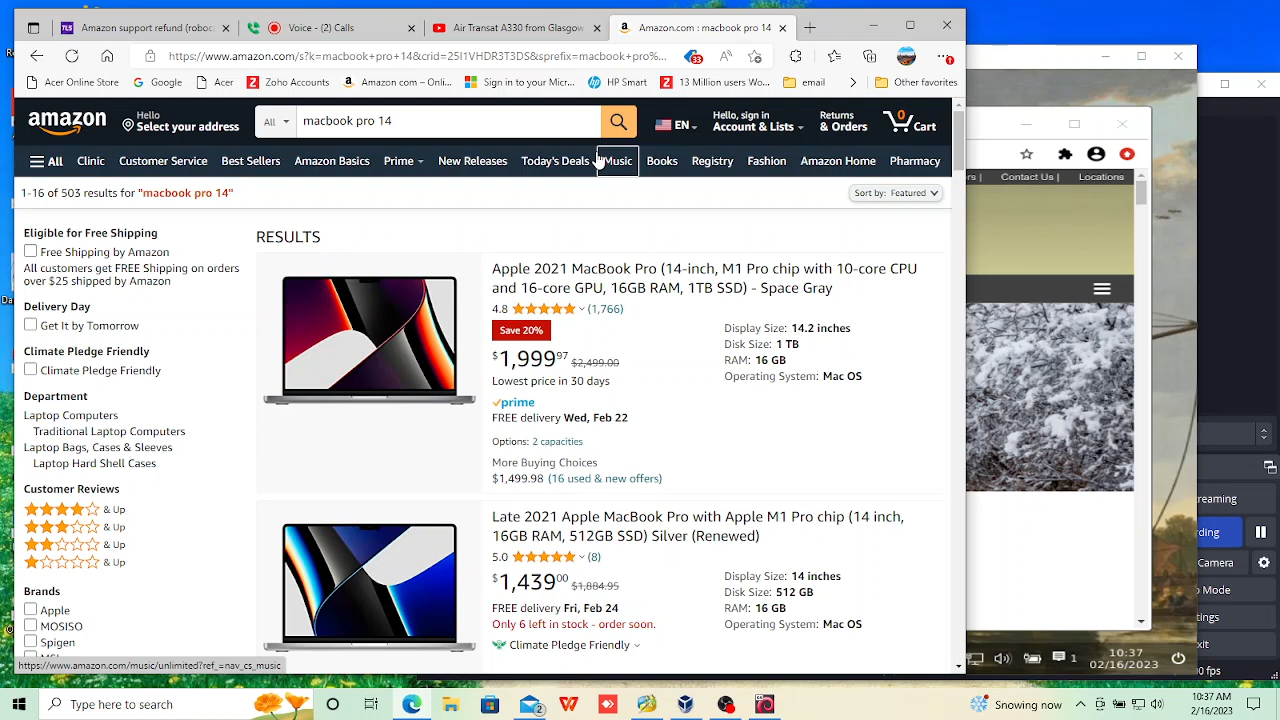 Amazon support refund (roboc
Voice - (2) Calls
Air Transat A330 from Glasgow
Amazon.com : macbook pro 14
https://www.amazon.com/s?k=macbook+pro+14&crid=25I1VHDR3T3DS&sprefix=macbook+pro%...
33
Acer Online Store
Google
Acer
Zoho Accounts
Amazon.com – Onli...
Sign in to your Micr...
HP Smart
13 Million users Wo...
email
Other favorites
amazon
Hello
Select your address
All
macbook pro 14
EN
Hello, sign in
Account & Lists
Returns
& Orders
0
Cart
All
Clinic
Customer Service
Best Sellers
Amazon Basics
Prime
New Releases
Today's Deals
Music
Books
Registry
Fashion
Amazon Home
Pharmacy
1-16 of 503 results for "macbook pro 14"
Sort by: Featured
Eligible for Free Shipping
Free Shipping by Amazon
All customers get FREE Shipping on orders
over $25 shipped by Amazon
Delivery Day
Get It by Tomorrow
Climate Pledge Friendly
Climate Pledge Friendly
Department
Laptop Computers
Traditional Laptop Computers
Laptop Bags, Cases & Sleeves
Laptop Hard Shell Cases
Customer Reviews
& Up
& Up
& Up
& Up
Brands
Apple
MOSISO
Spigen
RESULTS
Apple 2021 MacBook Pro (14-inch, M1 Pro chip with 10-core CPU
and 16-core GPU, 16GB RAM, 1TB SSD) - Space Gray
4.8 (1,766)
Save 20%
$1,999.97 $2,499.00
Lowest price in 30 days
prime
FREE delivery Wed, Feb 22
Options: 2 capacities
More Buying Choices
$1,499.98 (16 used & new offers)
Display Size: 14.2 inches
Disk Size: 1 TB
RAM: 16 GB
Operating System: Mac OS
Late 2021 Apple MacBook Pro with Apple M1 Pro chip (14 inch,
16GB RAM, 512GB SSD) Silver (Renewed)
5.0 (8)
$1,439.00 $1,884.95
FREE delivery Fri, Feb 24
Only 6 left in stock - order soon.
Climate Pledge Friendly
Display Size: 14 inches
Disk Size: 512 GB
RAM: 16 GB
Operating System: Mac OS
https://www.amazon.com/music/unlimited?ref_=nav_cs_music
rs |
Contact Us |
Locations
reaming
ding
Camera
ttings
xit
fps
1
10:37
02/16/2023
Type here to search
2
Snowing now
10:37 AM
2/16/2023